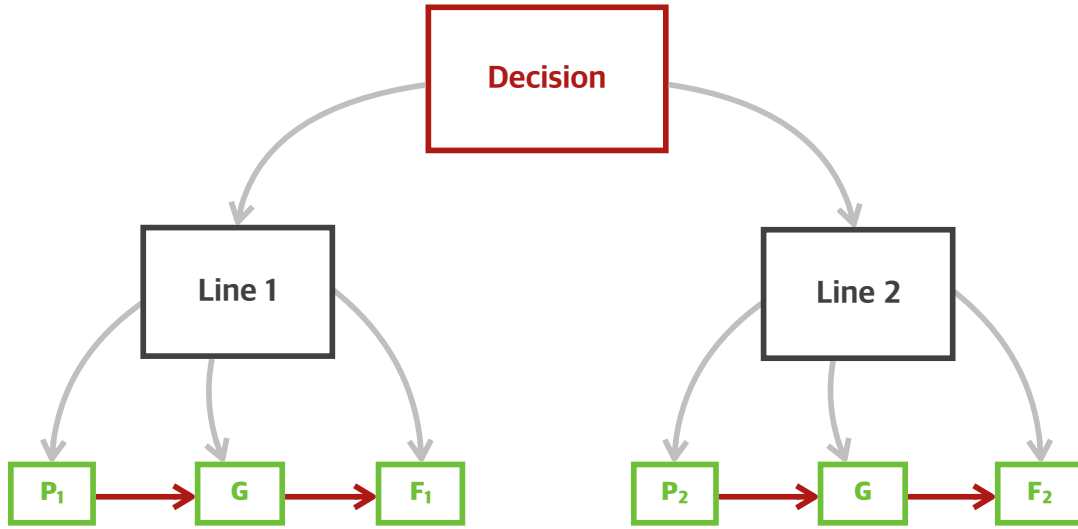 Decision
Line 1
Line 2
P₁
G
F₁
P₂
G
F₂